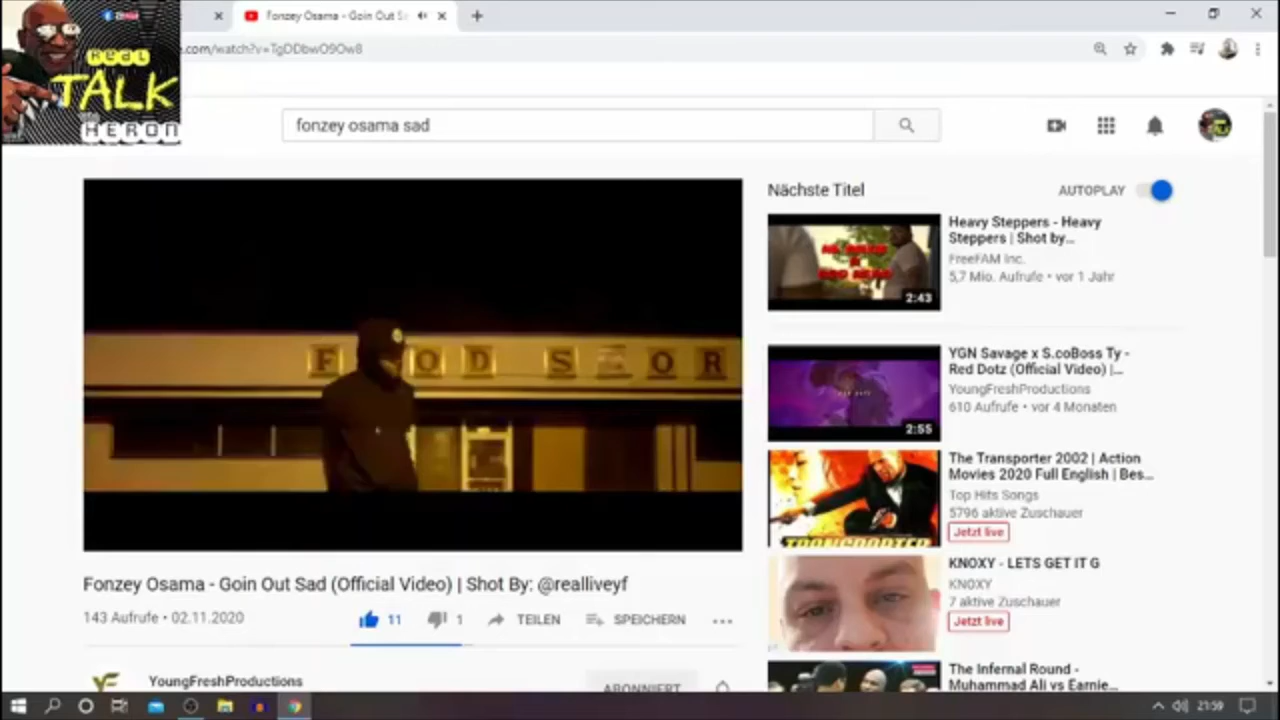 Fonzey Osama - Goin Out S
.com/watch?v=TgDDbwO9Ow8
ReaL
TALK
HERON
fonzey osama sad
Nächste Titel
AUTOPLAY
Heavy Steppers - Heavy
Steppers | Shot by...
FreeFAM Inc.
5,7 Mio. Aufrufe • vor 1 Jahr
2:43
YGN Savage x S.coBoss Ty -
Red Dotz (Official Video) |...
YoungFreshProductions
610 Aufrufe • vor 4 Monaten
2:55
The Transporter 2002 | Action
Movies 2020 Full English | Bes...
Top Hits Songs
5796 aktive Zuschauer
Jetzt live
KNOXY - LETS GET IT G
KNOXY
7 aktive Zuschauer
Jetzt live
The Infernal Round -
Muhammad Ali vs Earnie...
F OOD S OR
Fonzey Osama - Goin Out Sad (Official Video) | Shot By: @realliveyf
143 Aufrufe • 02.11.2020
11
1
TEILEN
SPEICHERN
YoungFreshProductions
ABONNIERT
21:59